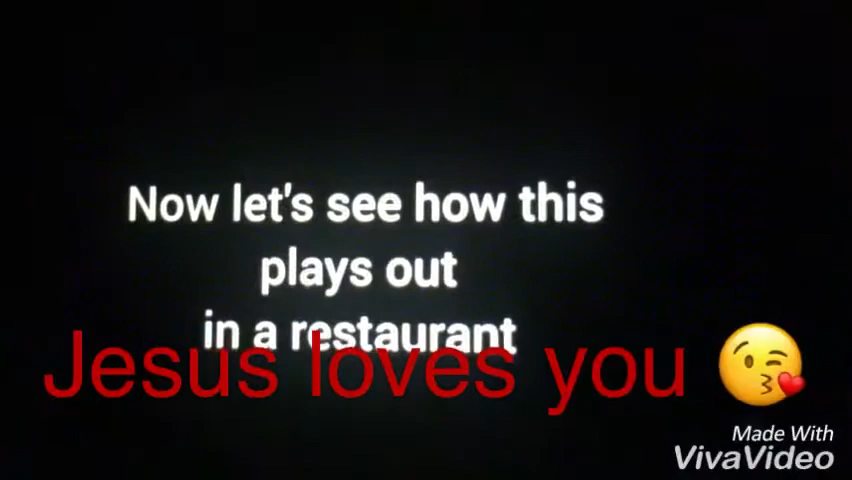 Now let's see how this
plays out
in a restaurant
Jesus loves you 😘
Made With
VivaVideo